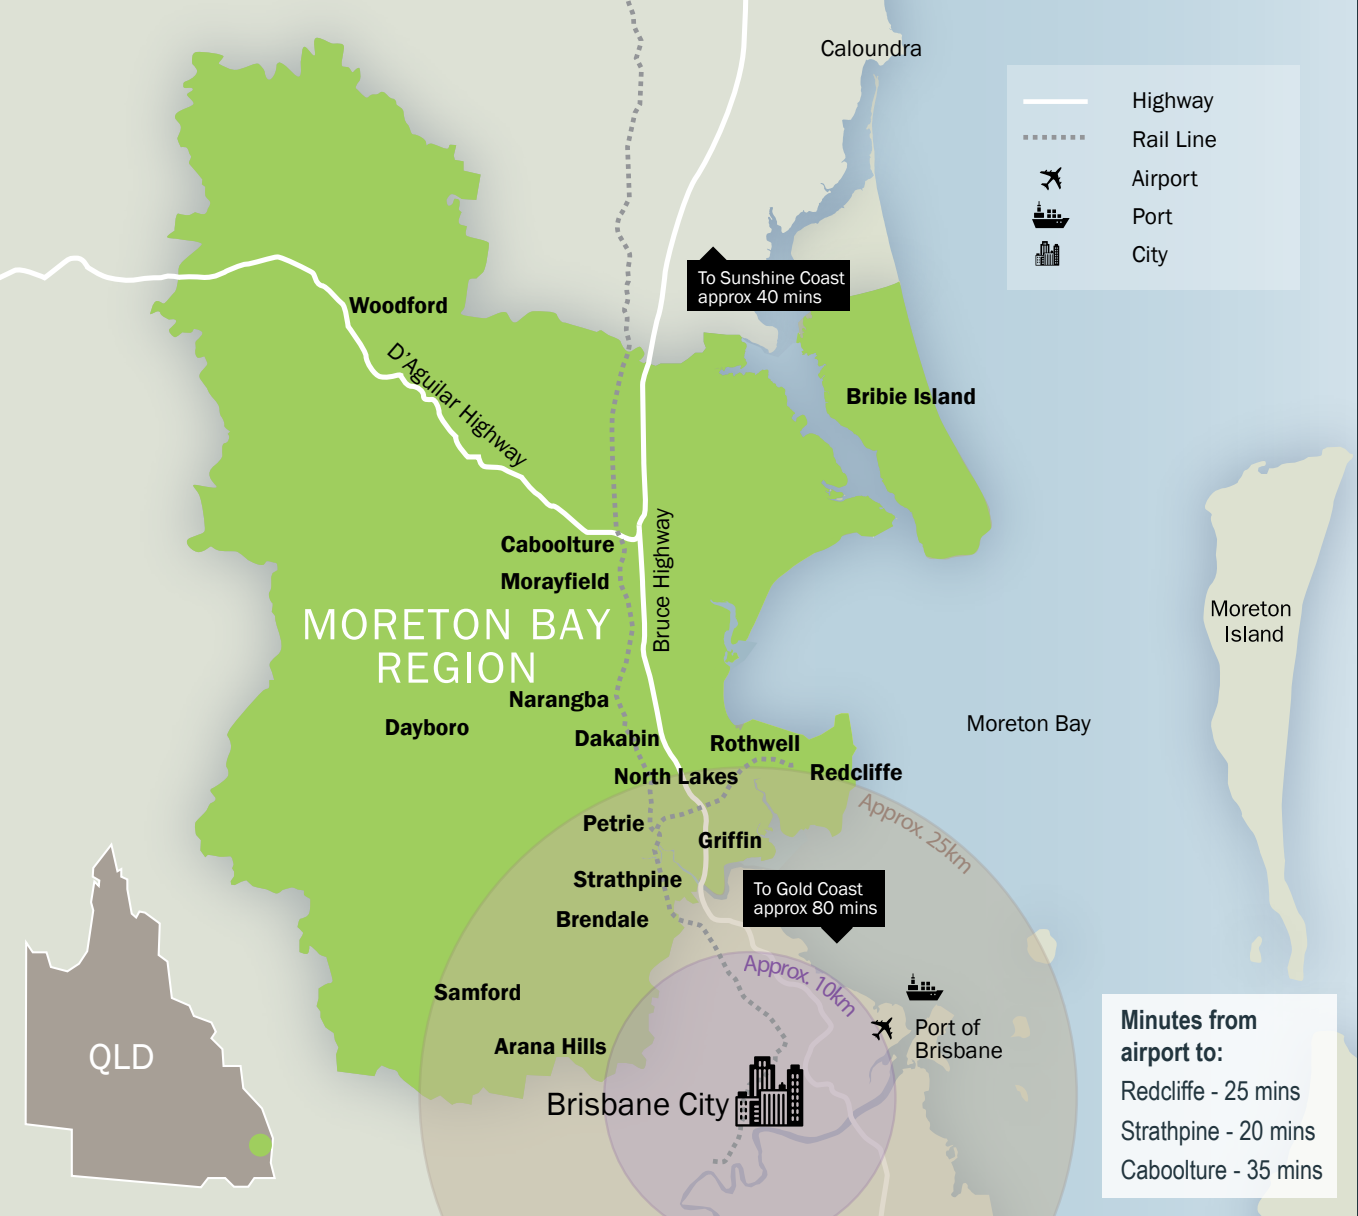 Caloundra
Highway
Rail Line
Airport
Port
City
To Sunshine Coast
approx 40 mins
Woodford
D'Aguilar Highway
Bribie Island
Bruce Highway
Caboolture
Morayfield
MORETON BAY
REGION
Moreton
Island
Narangba
Dayboro
Dakabin
Rothwell
Moreton Bay
North Lakes
Redcliffe
Approx. 25km
Petrie
Griffin
Strathpine
To Gold Coast
approx 80 mins
Brendale
Approx. 10km
Samford
Port of
Brisbane
Arana Hills
Brisbane City
QLD
Minutes from
airport to:
Redcliffe - 25 mins
Strathpine - 20 mins
Caboolture - 35 mins